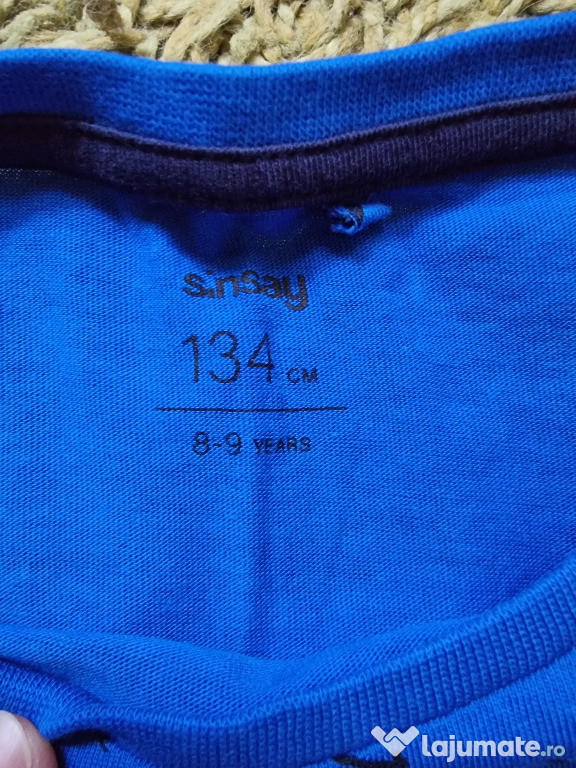 sinsay
134 CM
8-9 YEARS
lajumate.ro